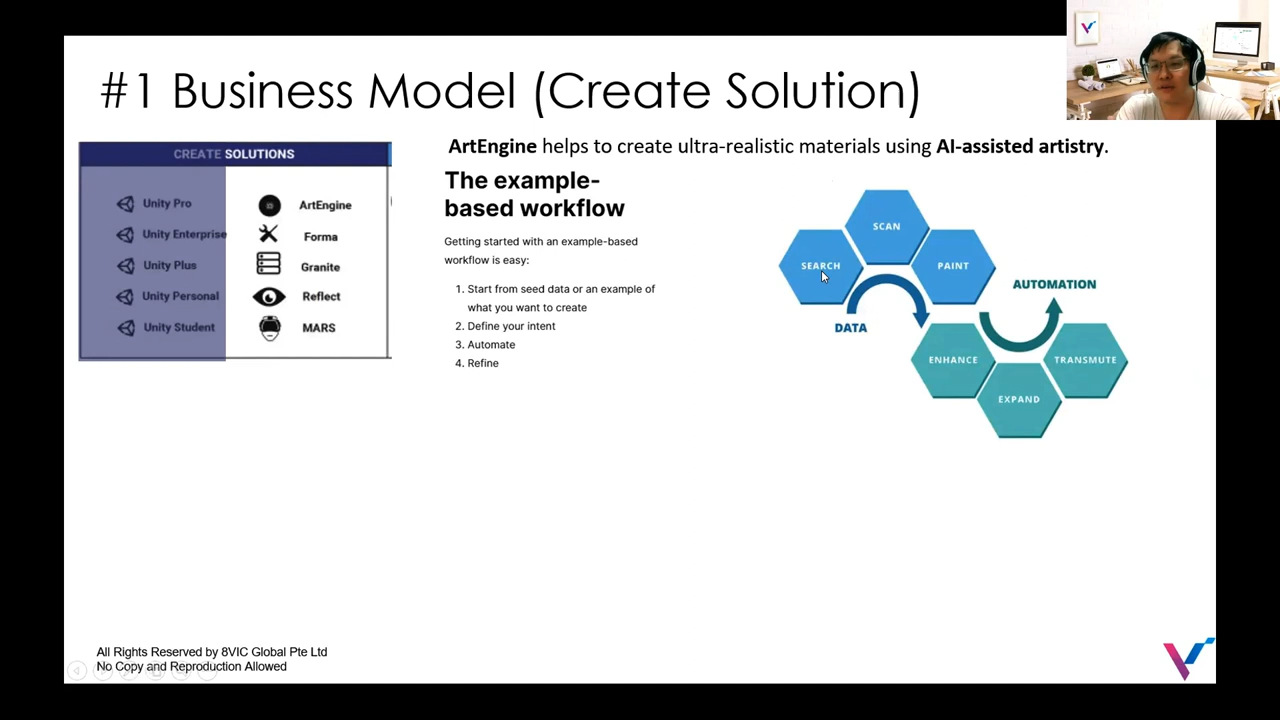 #1 Business Model (Create Solution)
CREATE SOLUTIONS
Unity Pro
Unity Enterprise
Unity Plus
Unity Personal
Unity Student
ArtEngine
Forma
Granite
Reflect
MARS
ArtEngine helps to create ultra-realistic materials using AI-assisted artistry.
The example-
based workflow
Getting started with an example-based
workflow is easy:
1. Start from seed data or an example of
what you want to create
2. Define your intent
3. Automate
4. Refine
SCAN
SEARCH
PAINT
DATA
AUTOMATION
ENHANCE
EXPAND
TRANSMUTE
All Rights Reserved by 8VIC Global Pte Ltd
No Copy and Reproduction Allowed